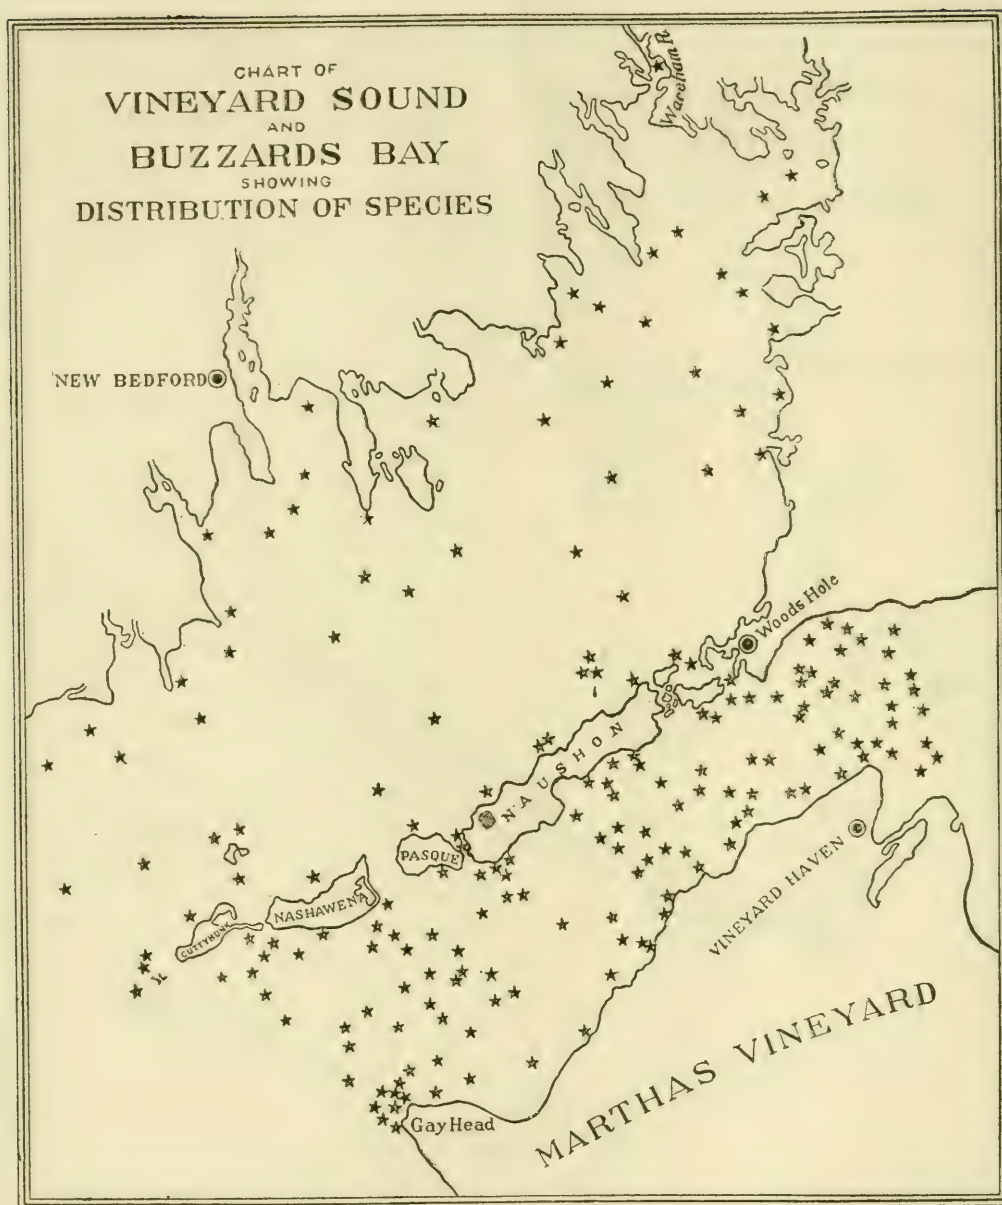 CHART OF
VINEYARD SOUND
AND
BUZZARDS BAY
SHOWING
DISTRIBUTION OF SPECIES
Wareham R.
NEW BEDFORD
Woods Hole
NAUSHON
PASQUE
NASHAWENA
CUTTYHUNK
VINEYARD HAVEN
MARTHAS VINEYARD
Gay Head